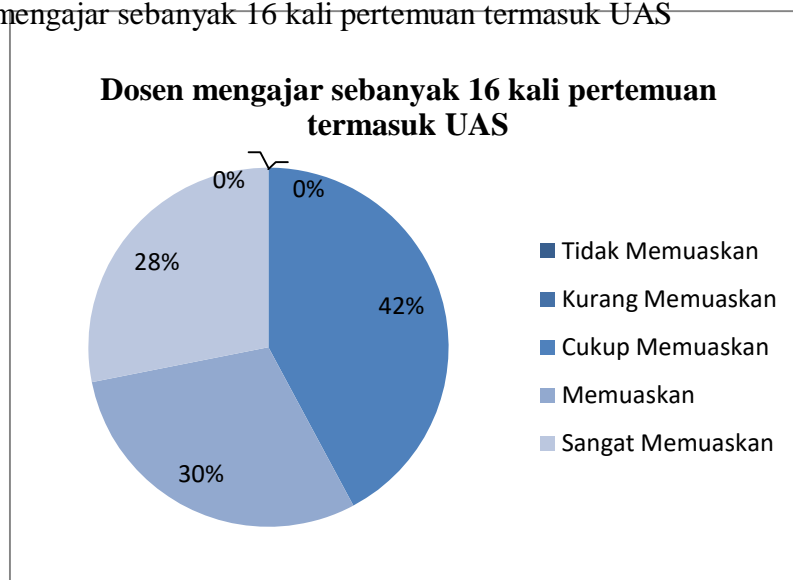 mengajar sebanyak 16 kali pertemuan termasuk UAS
Dosen mengajar sebanyak 16 kali pertemuan
termasuk UAS
0%
0%
28%
42%
30%
Tidak Memuaskan
Kurang Memuaskan
Cukup Memuaskan
Memuaskan
Sangat Memuaskan